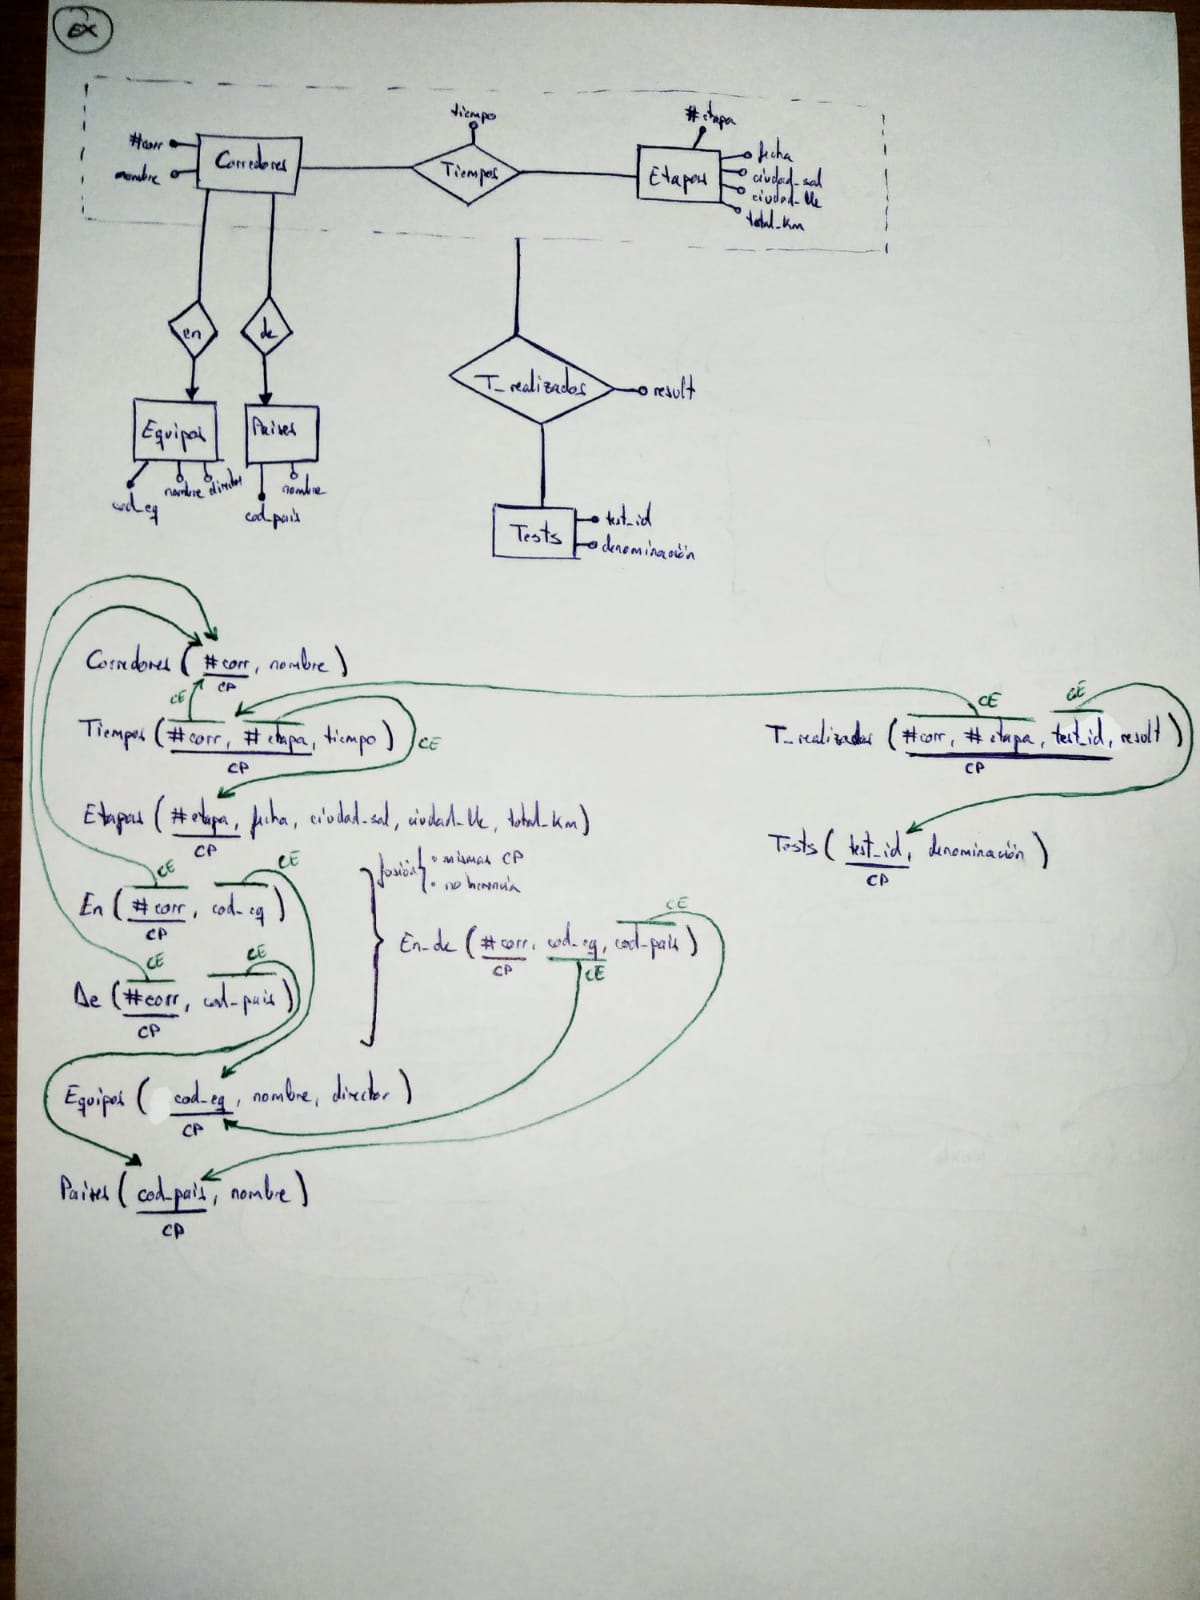 EX
tiempo
#etapa
#corr
nombre
Corredores
Tiempos
Etapas
fecha
ciudad_sal
ciudad_lle
total_km
en
de
T_realizados
result
Equipos
Paises
cod_eq
nombre
director
cod_pais
nombre
Tests
test_id
denominación
Corredores (#corr, nombre)
CP
CE
CE
CE
Tiempos (#corr, #etapa, tiempo)
CE
CP
T_realizados (#corr, #etapa, test_id, result)
CP
Etapas (#etapa, fecha, ciudad_sal, ciudad_lle, total_km)
CP
Tests (test_id, denominación)
CP
fusión
mismas CP
no herencia
CE
CE
En (#corr, cod_eq)
CP
CE
En_de (#corr, cod_eq, cod_pais)
CP
CE
CE
CE
De (#corr, cod_pais)
CP
Equipos (cod_eq, nombre, director)
CP
Paises (cod_pais, nombre)
CP